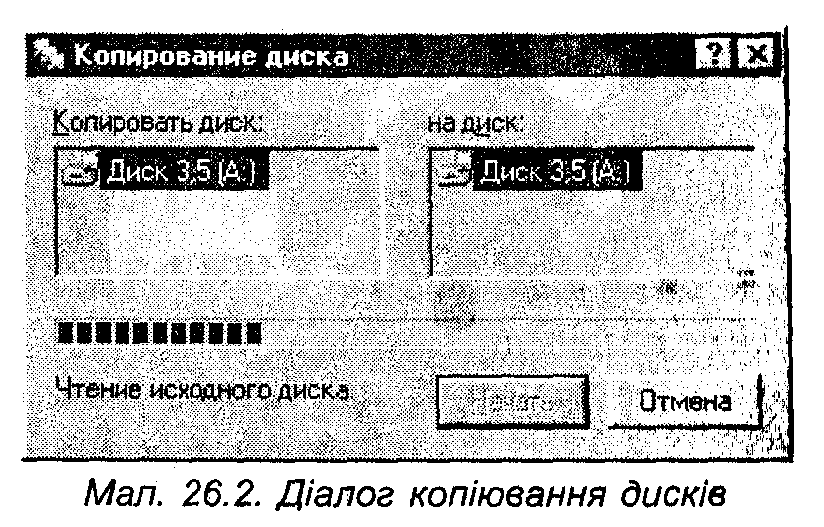 Копирование диска
Копировать диск: на диск:
Диск 3,5 (A:) Диск 3,5 (A:)
Чтение исходного диска
Начать Отмена
Мал. 26.2. Діалог копіювання дисків